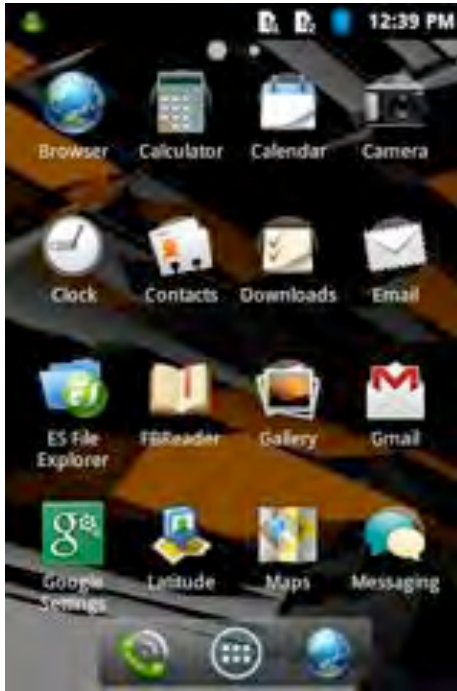 12:39 PM
Browser Calculator Calendar Camera
Clock Contacts Downloads Email
ES File Explorer FBReader Gallery Gmail
Google Settings Latitude Maps Messaging